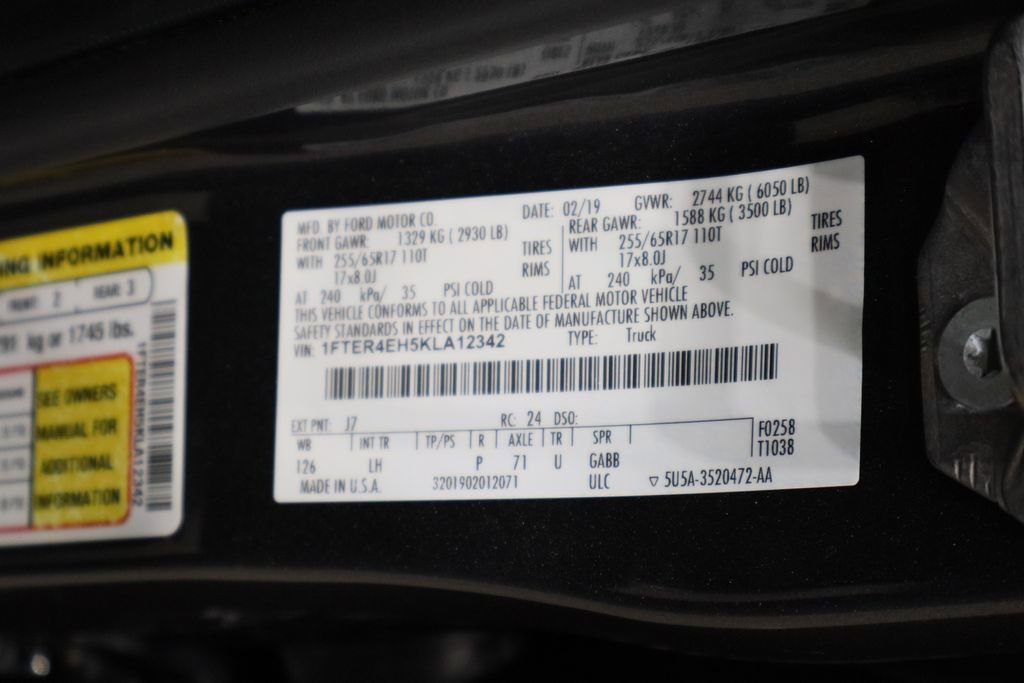 NG INFORMATION
FRONT: 2 REAR: 3
791 kg or 1745 lbs.
SEE OWNERS
MANUAL FOR
ADDITIONAL
INFORMATION
1FTER4EH5KLA12342
MFD. BY FORD MOTOR CO.
DATE: 02/19 GVWR: 2744 KG ( 6050 LB)
FRONT GAWR: 1329 KG ( 2930 LB) REAR GAWR: 1588 KG ( 3500 LB)
WITH 255/65R17 110T TIRES WITH 255/65R17 110T TIRES
17x8.0J RIMS 17x8.0J RIMS
AT 240 kPa/ 35 PSI COLD AT 240 kPa/ 35 PSI COLD
THIS VEHICLE CONFORMS TO ALL APPLICABLE FEDERAL MOTOR VEHICLE
SAFETY STANDARDS IN EFFECT ON THE DATE OF MANUFACTURE SHOWN ABOVE.
VIN: 1FTER4EH5KLA12342 TYPE: Truck
EXT PNT: J7 RC: 24 DSO:
WB INT TR TP/PS R AXLE TR SPR F0258
126 LH P 71 U GABB T1038
MADE IN U.S.A. 3201902012071 ULC ▽ 5U5A-3520472-AA